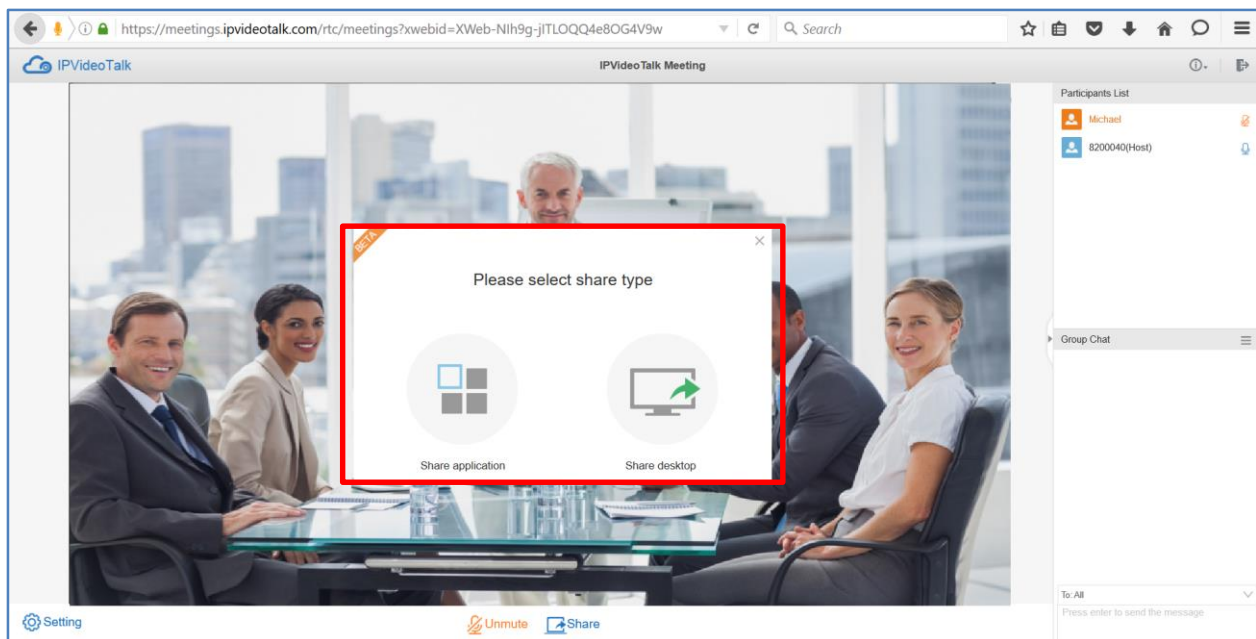 https://meetings.ipvideotalk.com/rtc/meetings?xwebid=XWeb-NIh9g-jITLOQQ4e8OG4V9w
Search
IPVideoTalk
IPVideoTalk Meeting
Participants List
Michael
8200040(Host)
BETA
Please select share type
Share application
Share desktop
Group Chat
To: All
Press enter to send the message
Setting
Unmute
Share